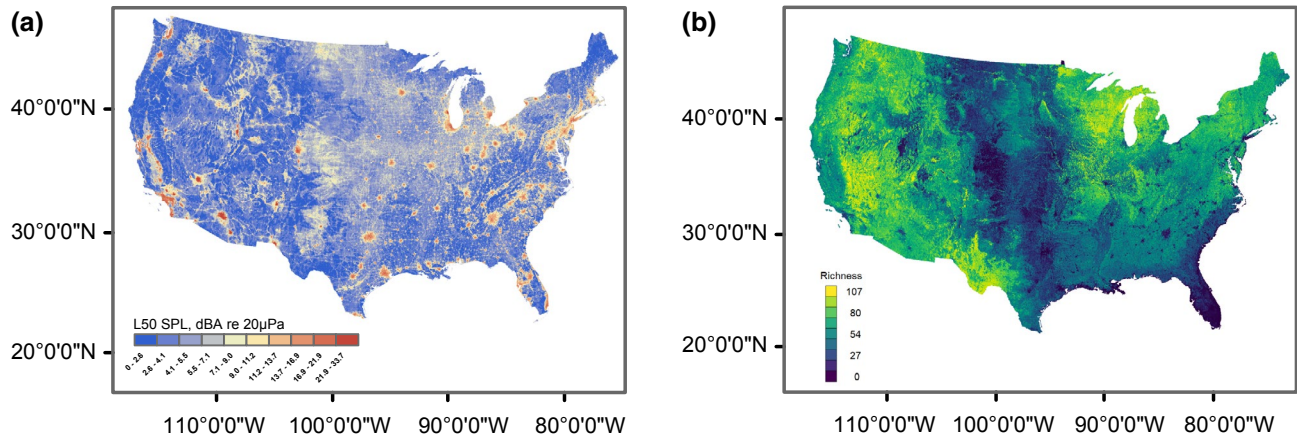 (a)
40°0'0"N
30°0'0"N
20°0'0"N
L50 SPL, dBA re 20µPa
0 - 2.6
2.6 - 4.1
4.1 - 5.5
5.5 - 7.1
7.1 - 9.0
9.0 - 11.2
11.2 - 13.7
13.7 - 16.9
16.9 - 21.9
21.9 - 33.7
110°0'0"W 100°0'0"W 90°0'0"W 80°0'0"W
(b)
40°0'0"N
30°0'0"N
20°0'0"N
Richness
107
80
54
27
0
110°0'0"W 100°0'0"W 90°0'0"W 80°0'0"W